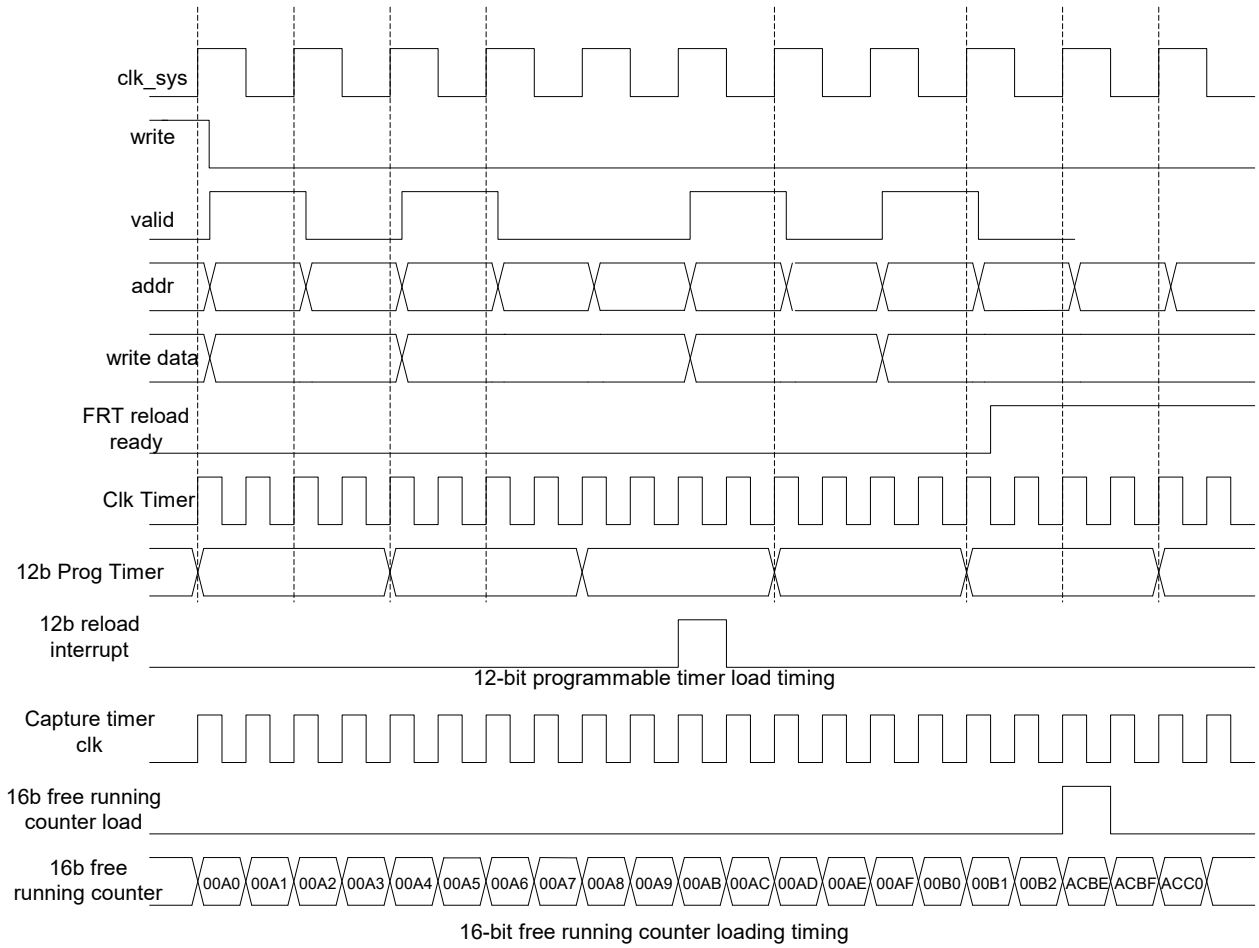 clk_sys
write
valid
addr
write data
FRT reload
ready
Clk Timer
12b Prog Timer
12b reload
interrupt
12-bit programmable timer load timing
Capture timer
clk
16b free running
counter load
16b free
running counter
00A0 00A1 00A2 00A3 00A4 00A5 00A6 00A7 00A8 00A9 00AB 00AC 00AD 00AE 00AF 00B0 00B1 00B2 ACBE ACBF ACC0
16-bit free running counter loading timing